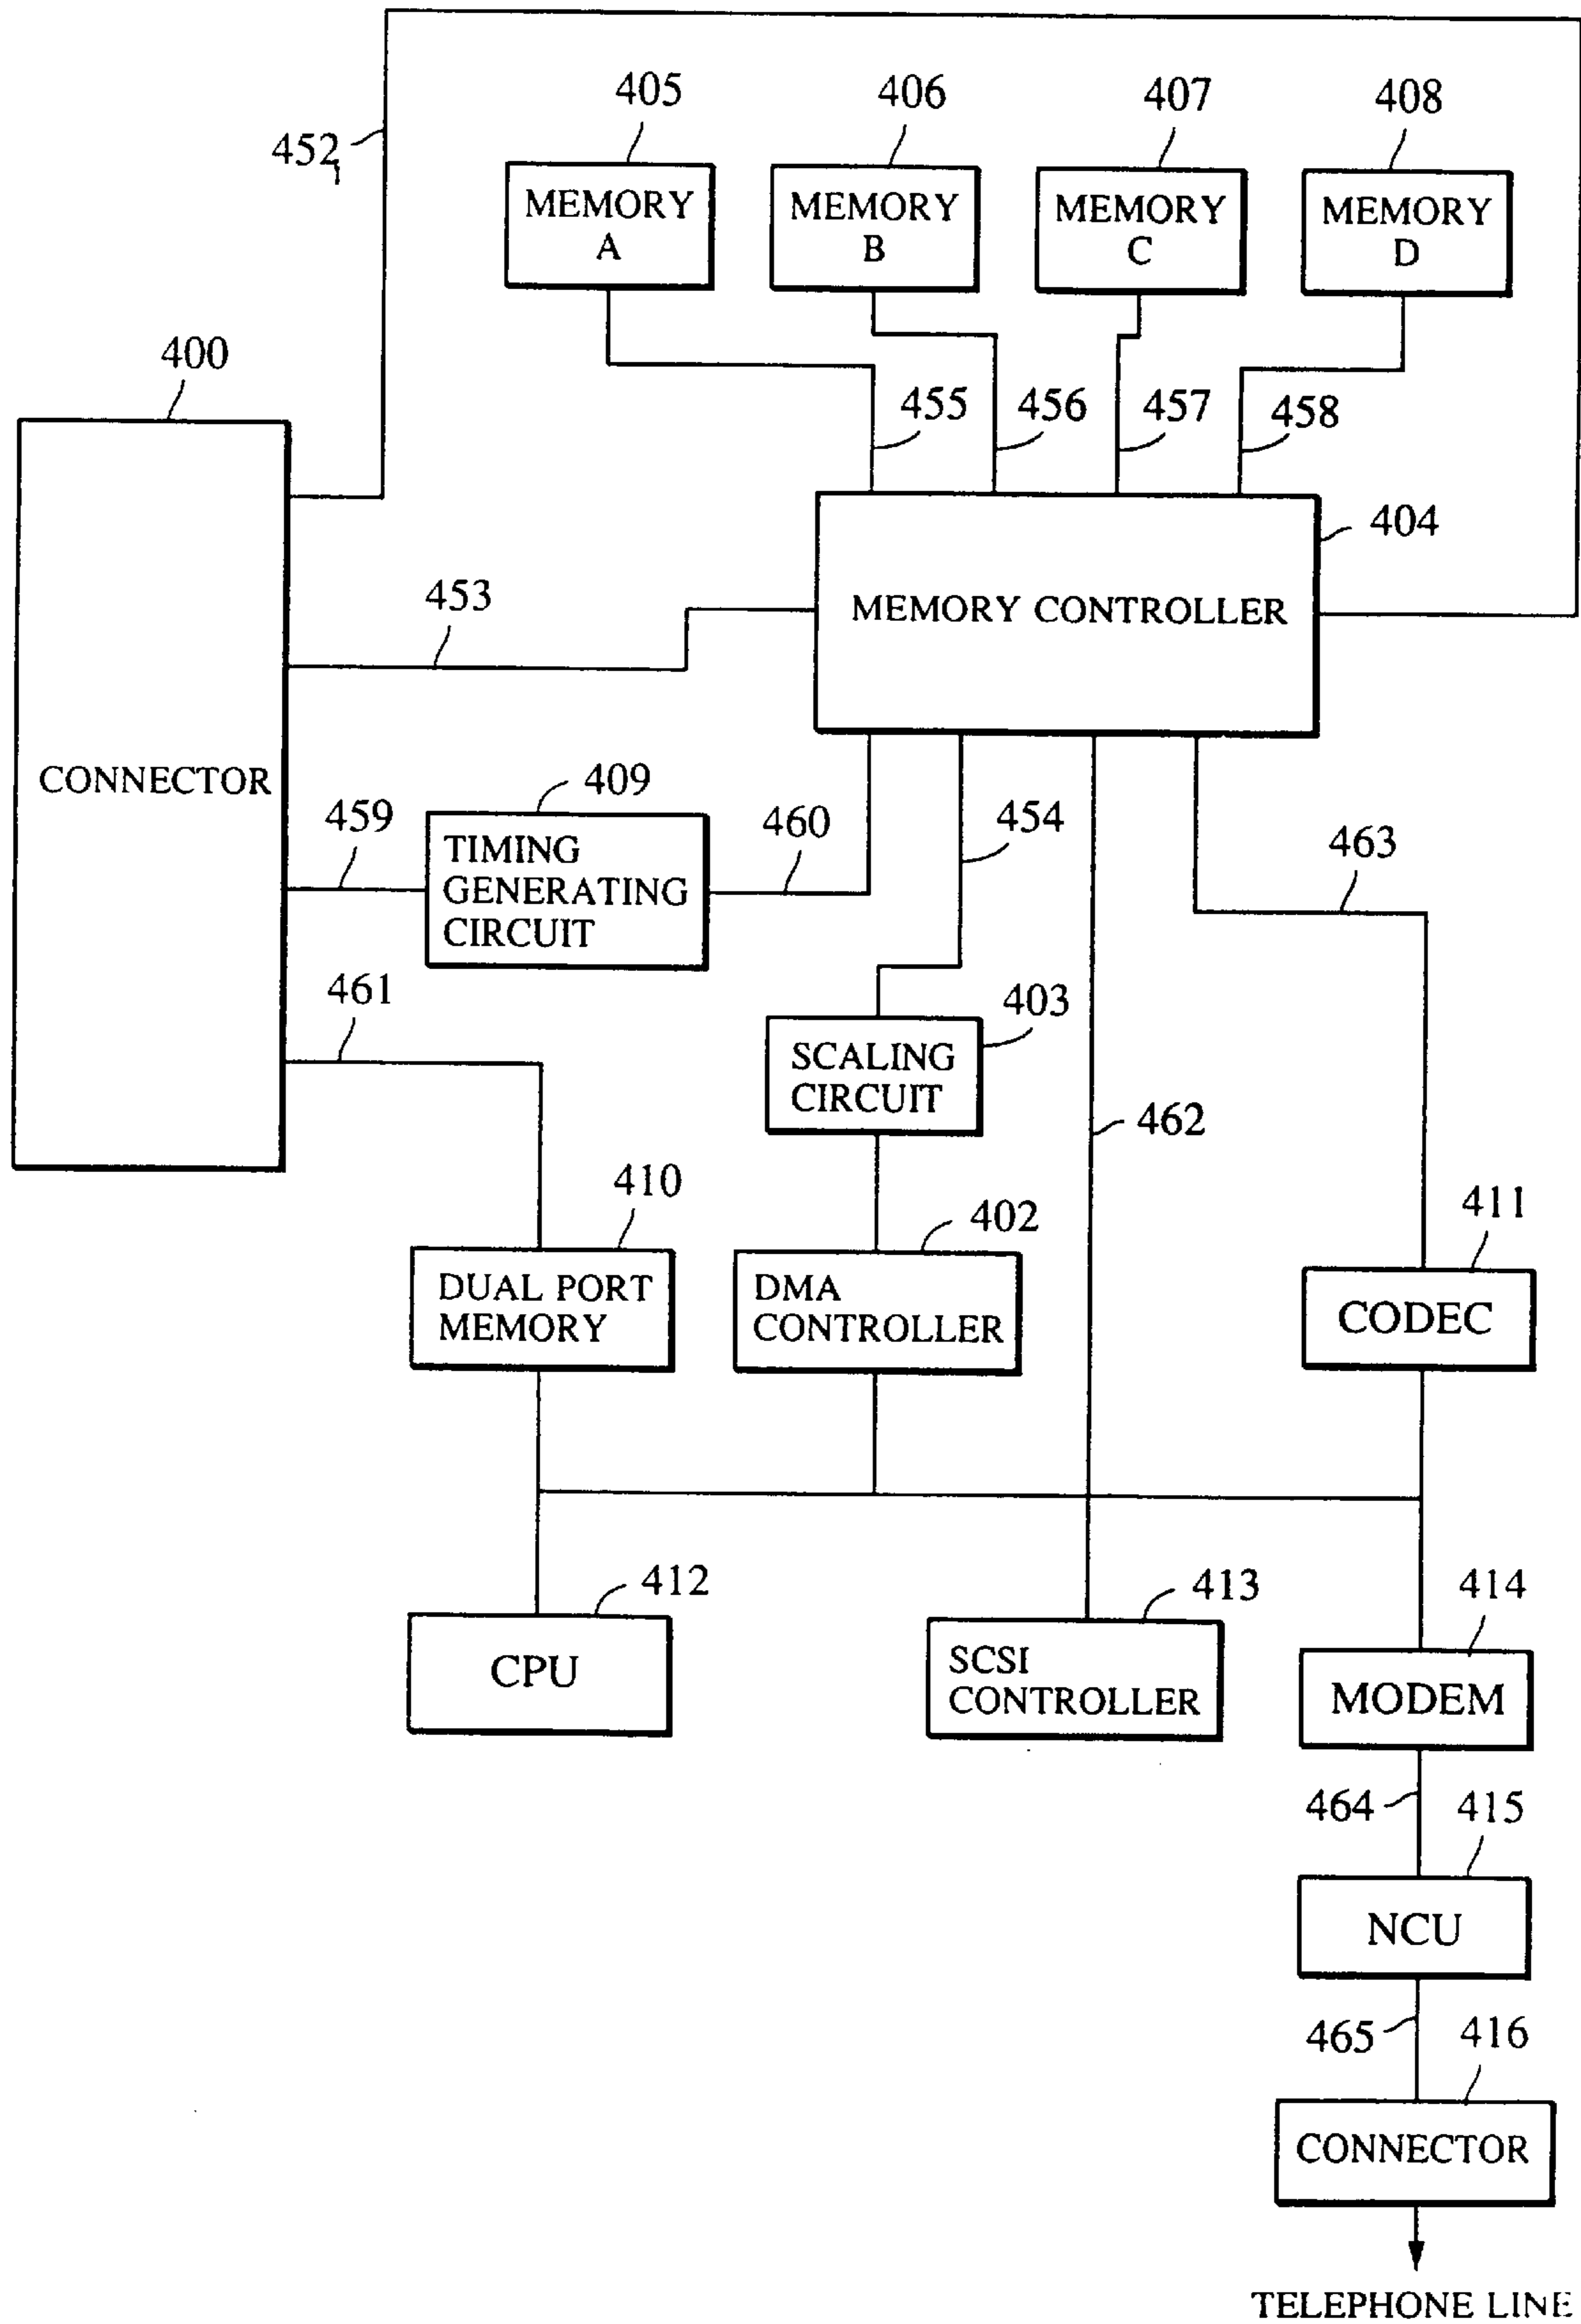 405
406
407
408
452
MEMORY
A
MEMORY
B
MEMORY
C
MEMORY
D
400
455
456
457
458
404
453
MEMORY CONTROLLER
CONNECTOR
409
459
TIMING
GENERATING
CIRCUIT
460
454
463
461
403
SCALING
CIRCUIT
462
410
402
411
DUAL PORT
MEMORY
DMA
CONTROLLER
CODEC
412
413
414
CPU
SCSI
CONTROLLER
MODEM
464
415
NCU
465
416
CONNECTOR
TELEPHONE LINE